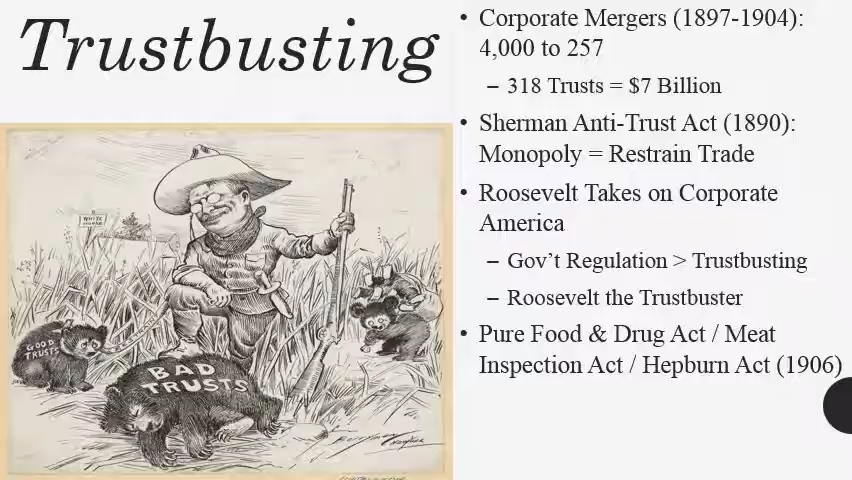 Trustbusting
• Corporate Mergers (1897-1904):
4,000 to 257
– 318 Trusts = $7 Billion
• Sherman Anti-Trust Act (1890):
Monopoly = Restrain Trade
• Roosevelt Takes on Corporate
America
– Gov’t Regulation > Trustbusting
– Roosevelt the Trustbuster
• Pure Food & Drug Act / Meat
Inspection Act / Hepburn Act (1906)
WHITE
HOUSE
GOOD
TRUSTS
BAD
TRUSTS